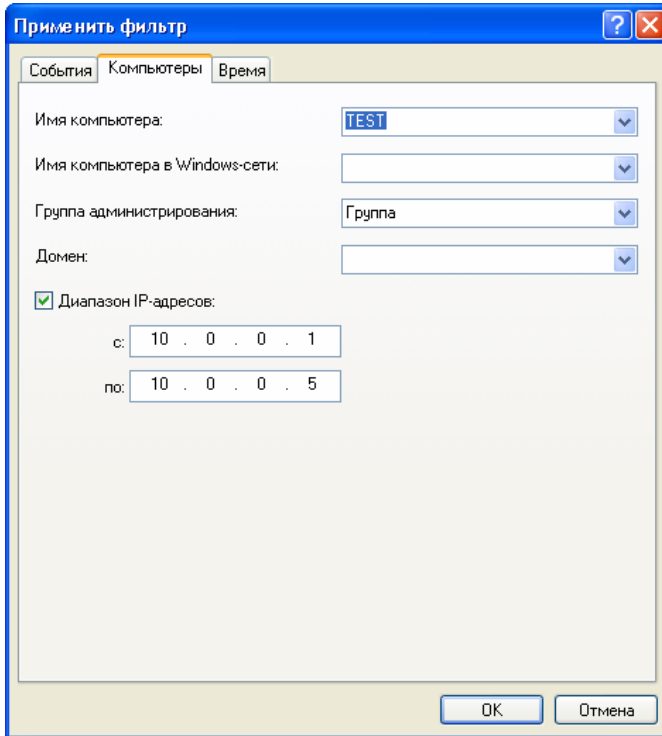 Применить фильтр
События Компьютеры Время
Имя компьютера: TEST
Имя компьютера в Windows-сети:
Группа администрирования: Группа
Домен:
Диапазон IP-адресов:
с: 10 . 0 . 0 . 1
по: 10 . 0 . 0 . 5
OK Отмена